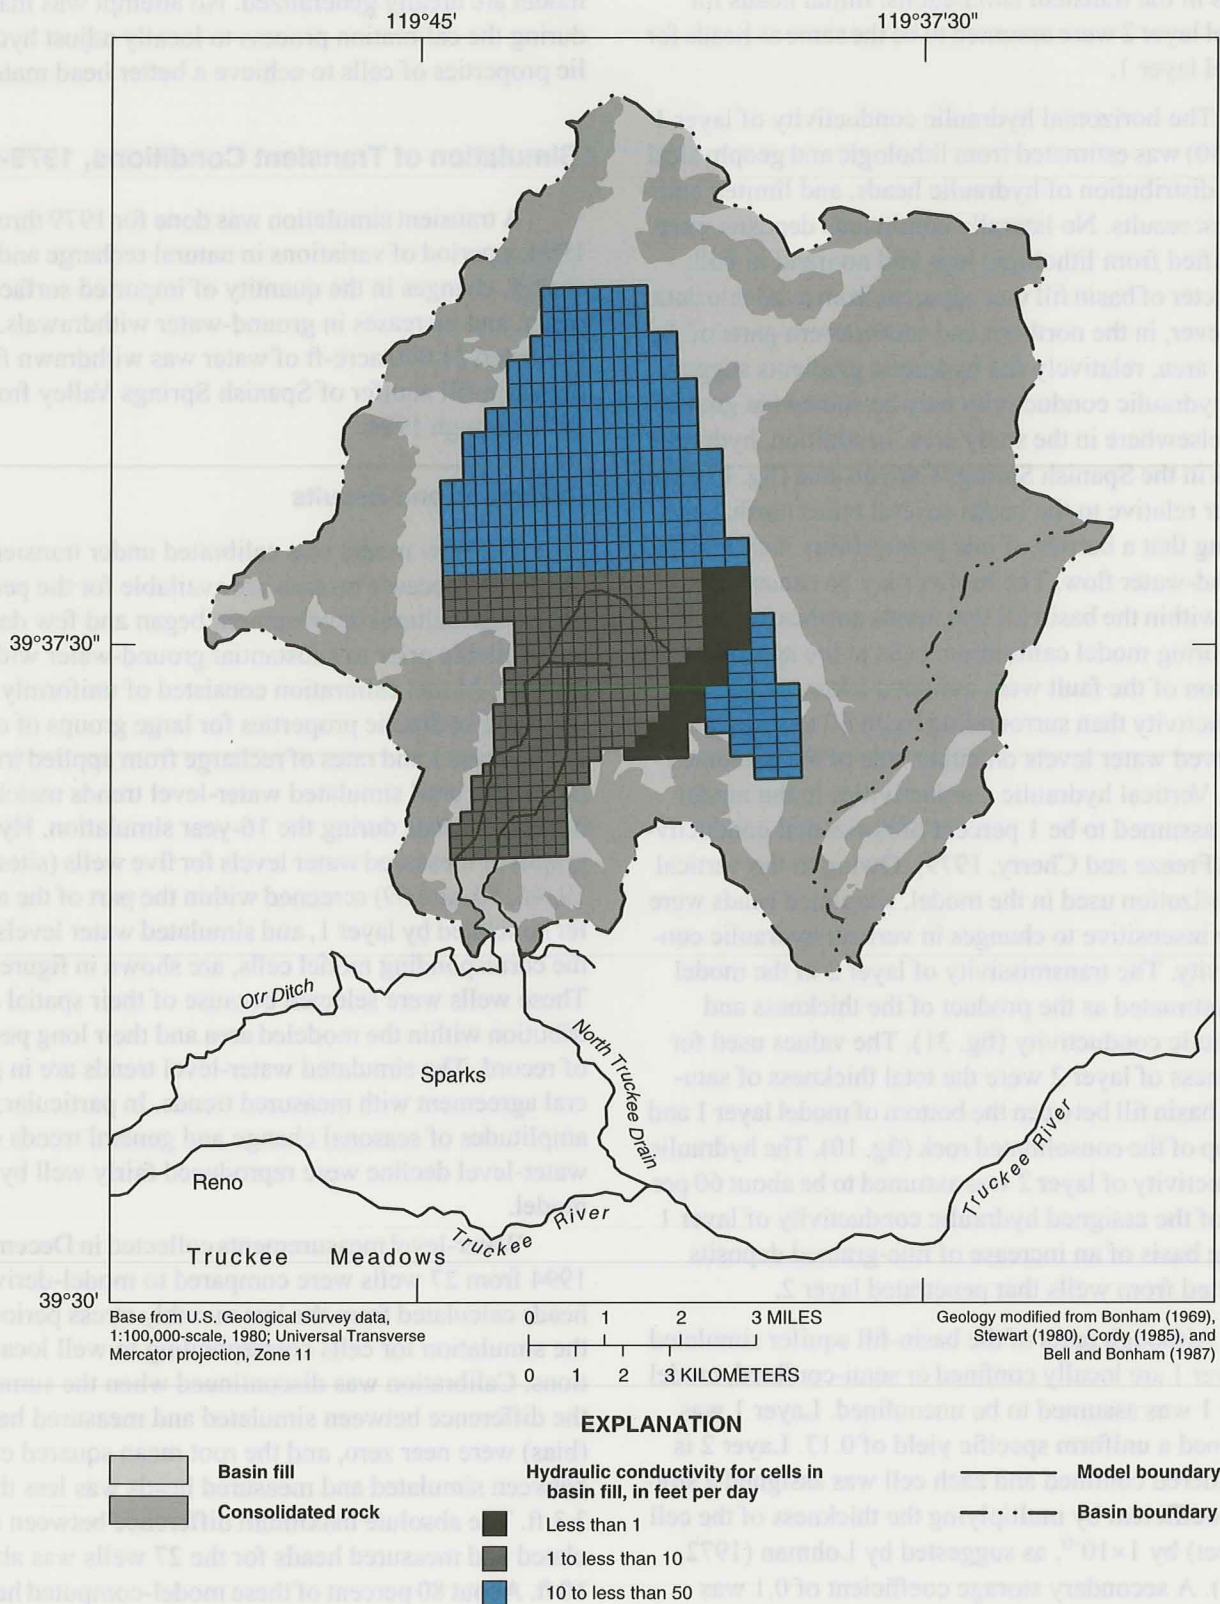 119°45'
119°37'30"
39°37'30"
Orr Ditch
North Truckee Drain
Sparks
Reno
Truckee River
Truckee River
Truckee Meadows
39°30'
Base from U.S. Geological Survey data,
1:100,000-scale, 1980; Universal Transverse
Mercator projection, Zone 11
0 1 2 3 MILES
0 1 2 3 KILOMETERS
Geology modified from Bonham (1969),
Stewart (1980), Cordy (1985), and
Bell and Bonham (1987)
EXPLANATION
Basin fill
Consolidated rock
Hydraulic conductivity for cells in
basin fill, in feet per day
Less than 1
1 to less than 10
10 to less than 50
Model boundary
Basin boundary